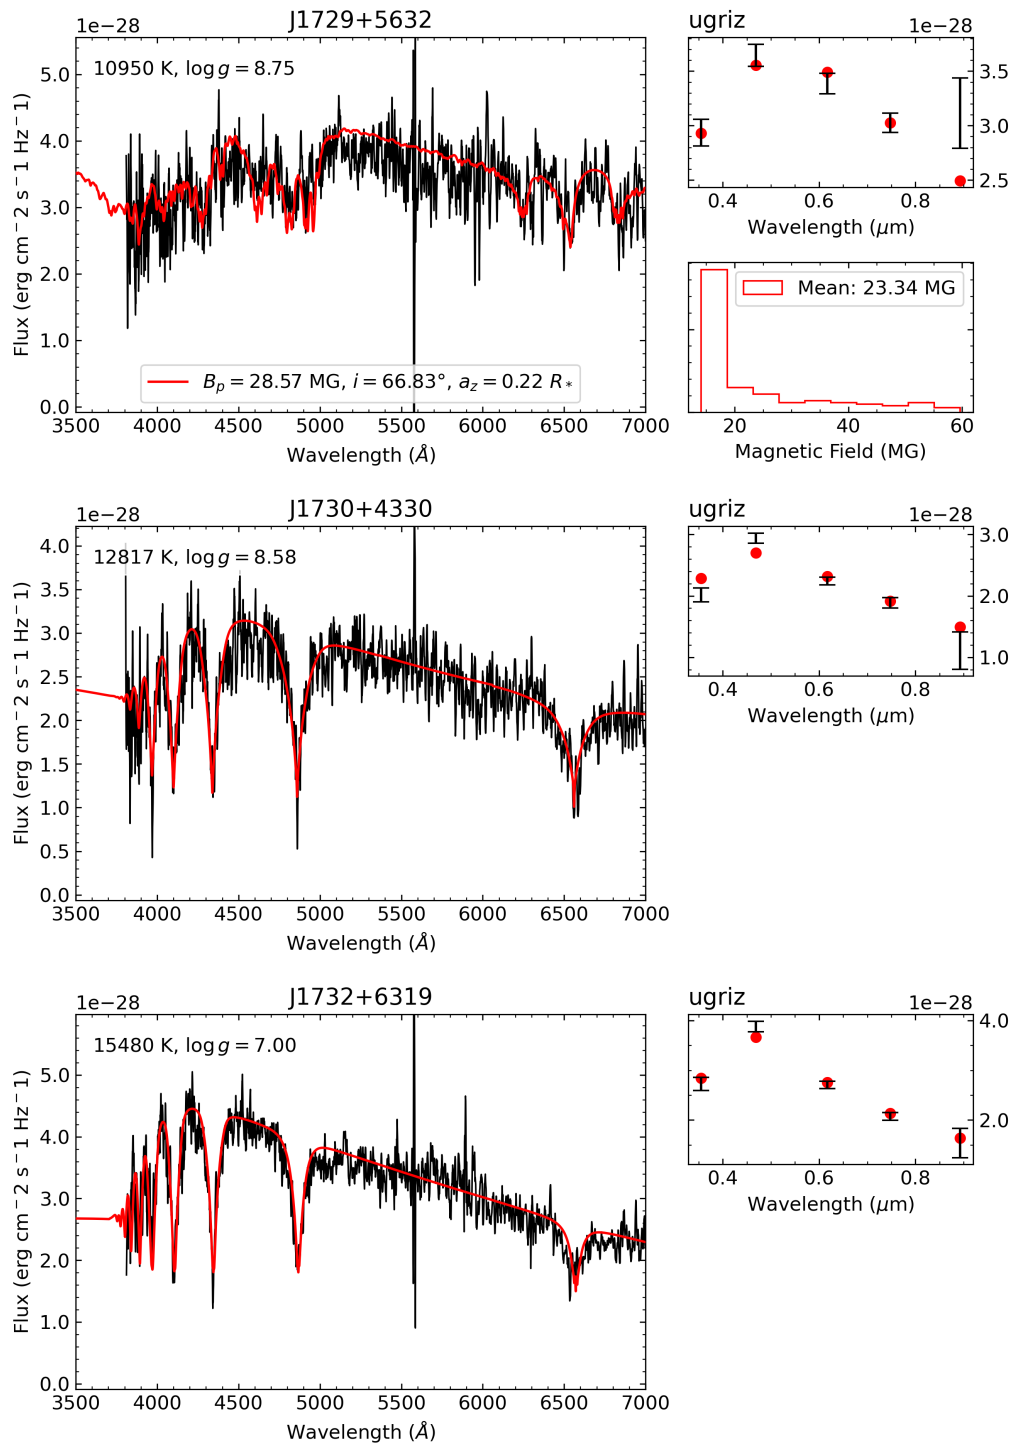 J1729+5632
1e−28
10950 K, log g = 8.75
Flux (erg cm−2 s−1 Hz−1)
5.0
4.0
3.0
2.0
1.0
0.0
B_p = 28.57 MG, i = 66.83°, a_z = 0.22 R_*
3500 4000 4500 5000 5500 6000 6500 7000
Wavelength (Å)
ugriz
1e−28
3.5
3.0
2.5
0.4 0.6 0.8
Wavelength (μm)
Mean: 23.34 MG
20 40 60
Magnetic Field (MG)
J1730+4330
1e−28
12817 K, log g = 8.58
Flux (erg cm−2 s−1 Hz−1)
4.0
3.5
3.0
2.5
2.0
1.5
1.0
0.5
0.0
3500 4000 4500 5000 5500 6000 6500 7000
Wavelength (Å)
ugriz
1e−28
3.0
2.0
1.0
0.4 0.6 0.8
Wavelength (μm)
J1732+6319
1e−28
15480 K, log g = 7.00
Flux (erg cm−2 s−1 Hz−1)
5.0
4.0
3.0
2.0
1.0
0.0
3500 4000 4500 5000 5500 6000 6500 7000
Wavelength (Å)
ugriz
1e−28
4.0
2.0
0.4 0.6 0.8
Wavelength (μm)